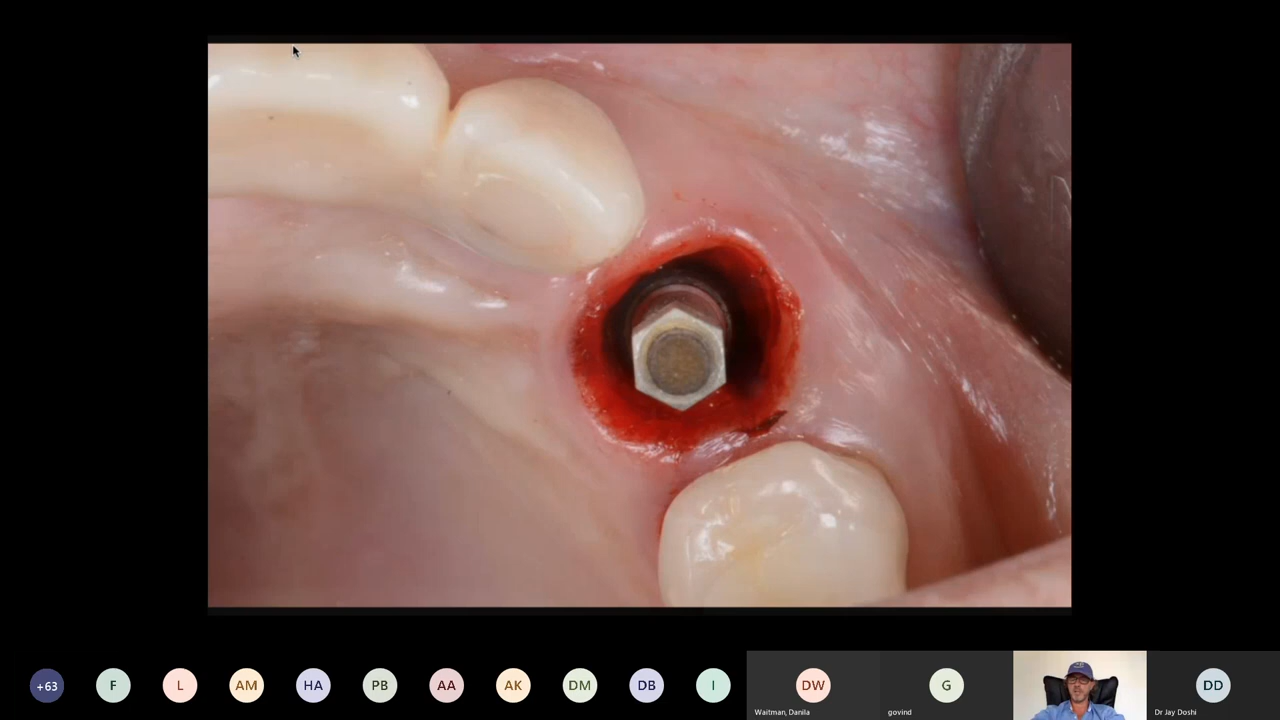 +63
F
L
AM
HA
PB
AA
AK
DM
DB
I
DW
Waitman, Danila
G
govind
DD
Dr Jay Doshi